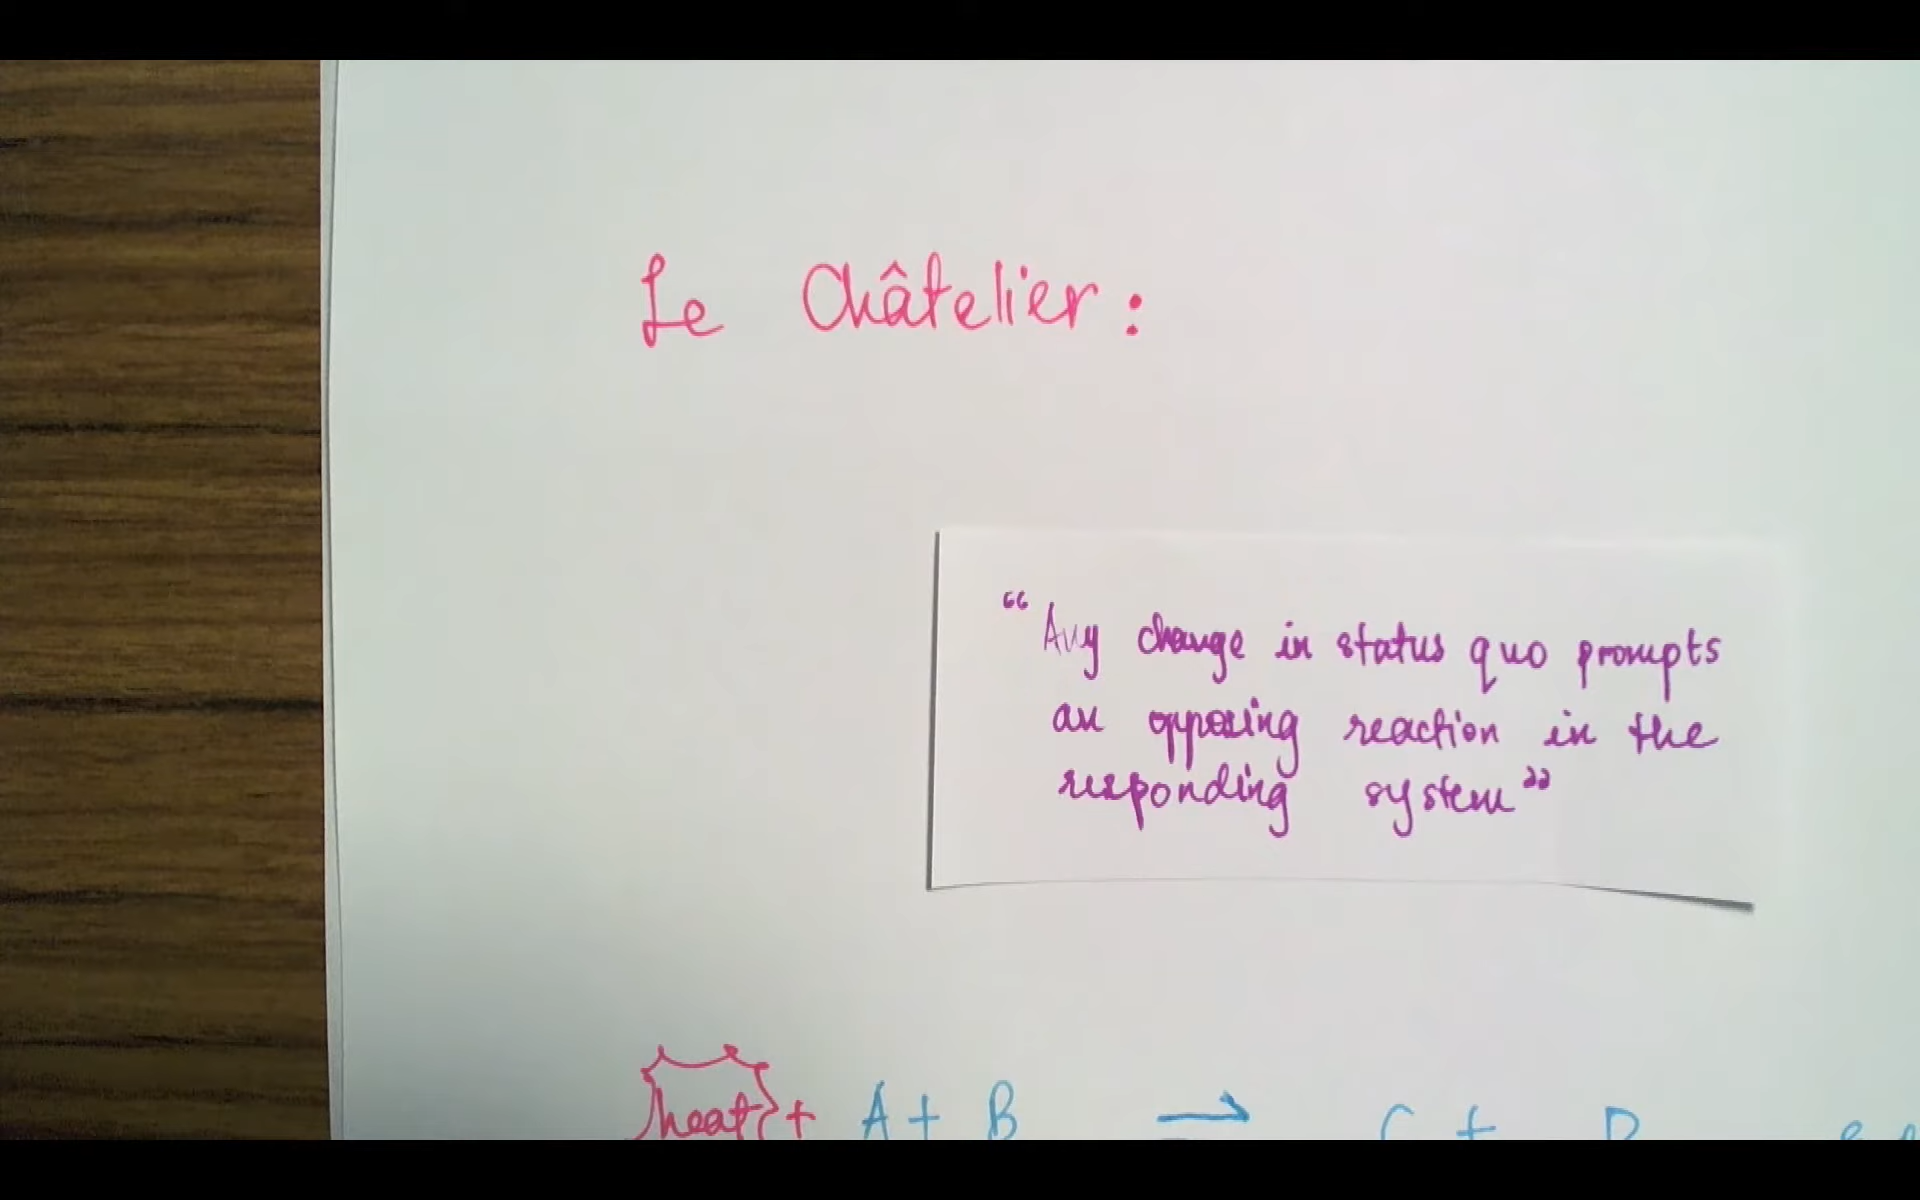 Le Châtelier:
“Any change in status quo prompts
an opposing reaction in the
responding system”
heat + A + B → C + D